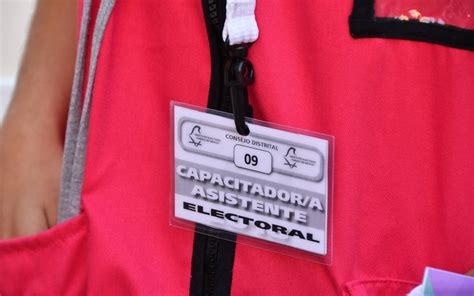 CONSEJO DISTRITAL
09
CAPACITADOR/A
ASISTENTE
ELECTORAL